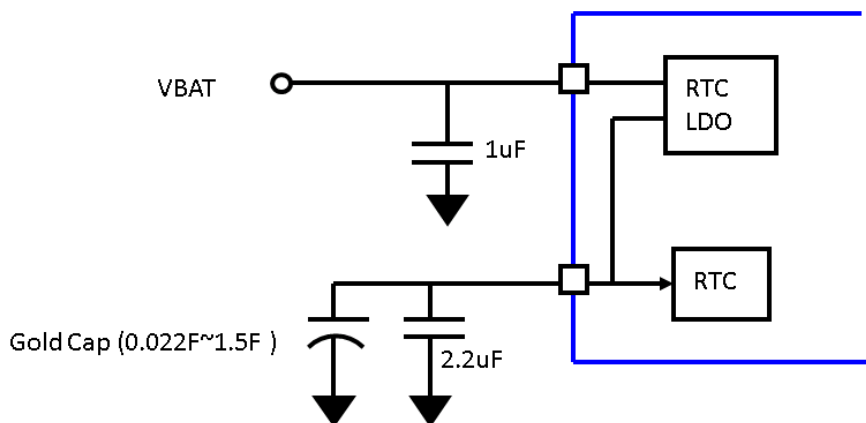 VBAT
RTC
LDO
1uF
RTC
Gold Cap (0.022F~1.5F )
2.2uF